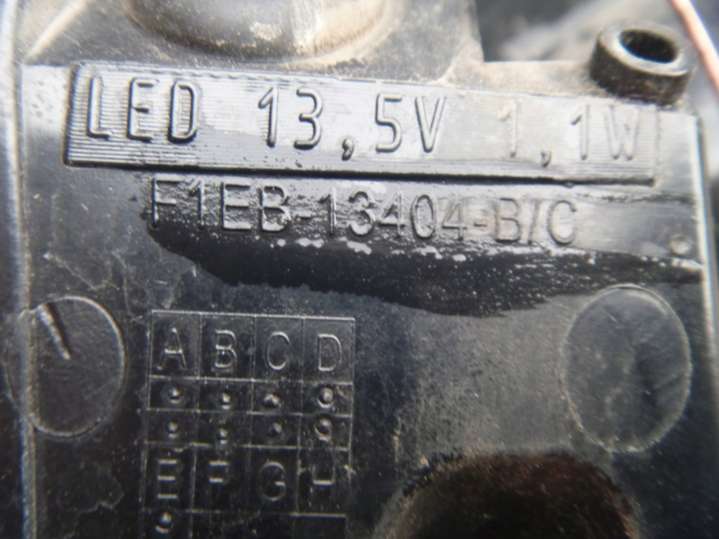 LED 13,5V 1,1W
F1EB-13404-B/C
A B C D
E F G H